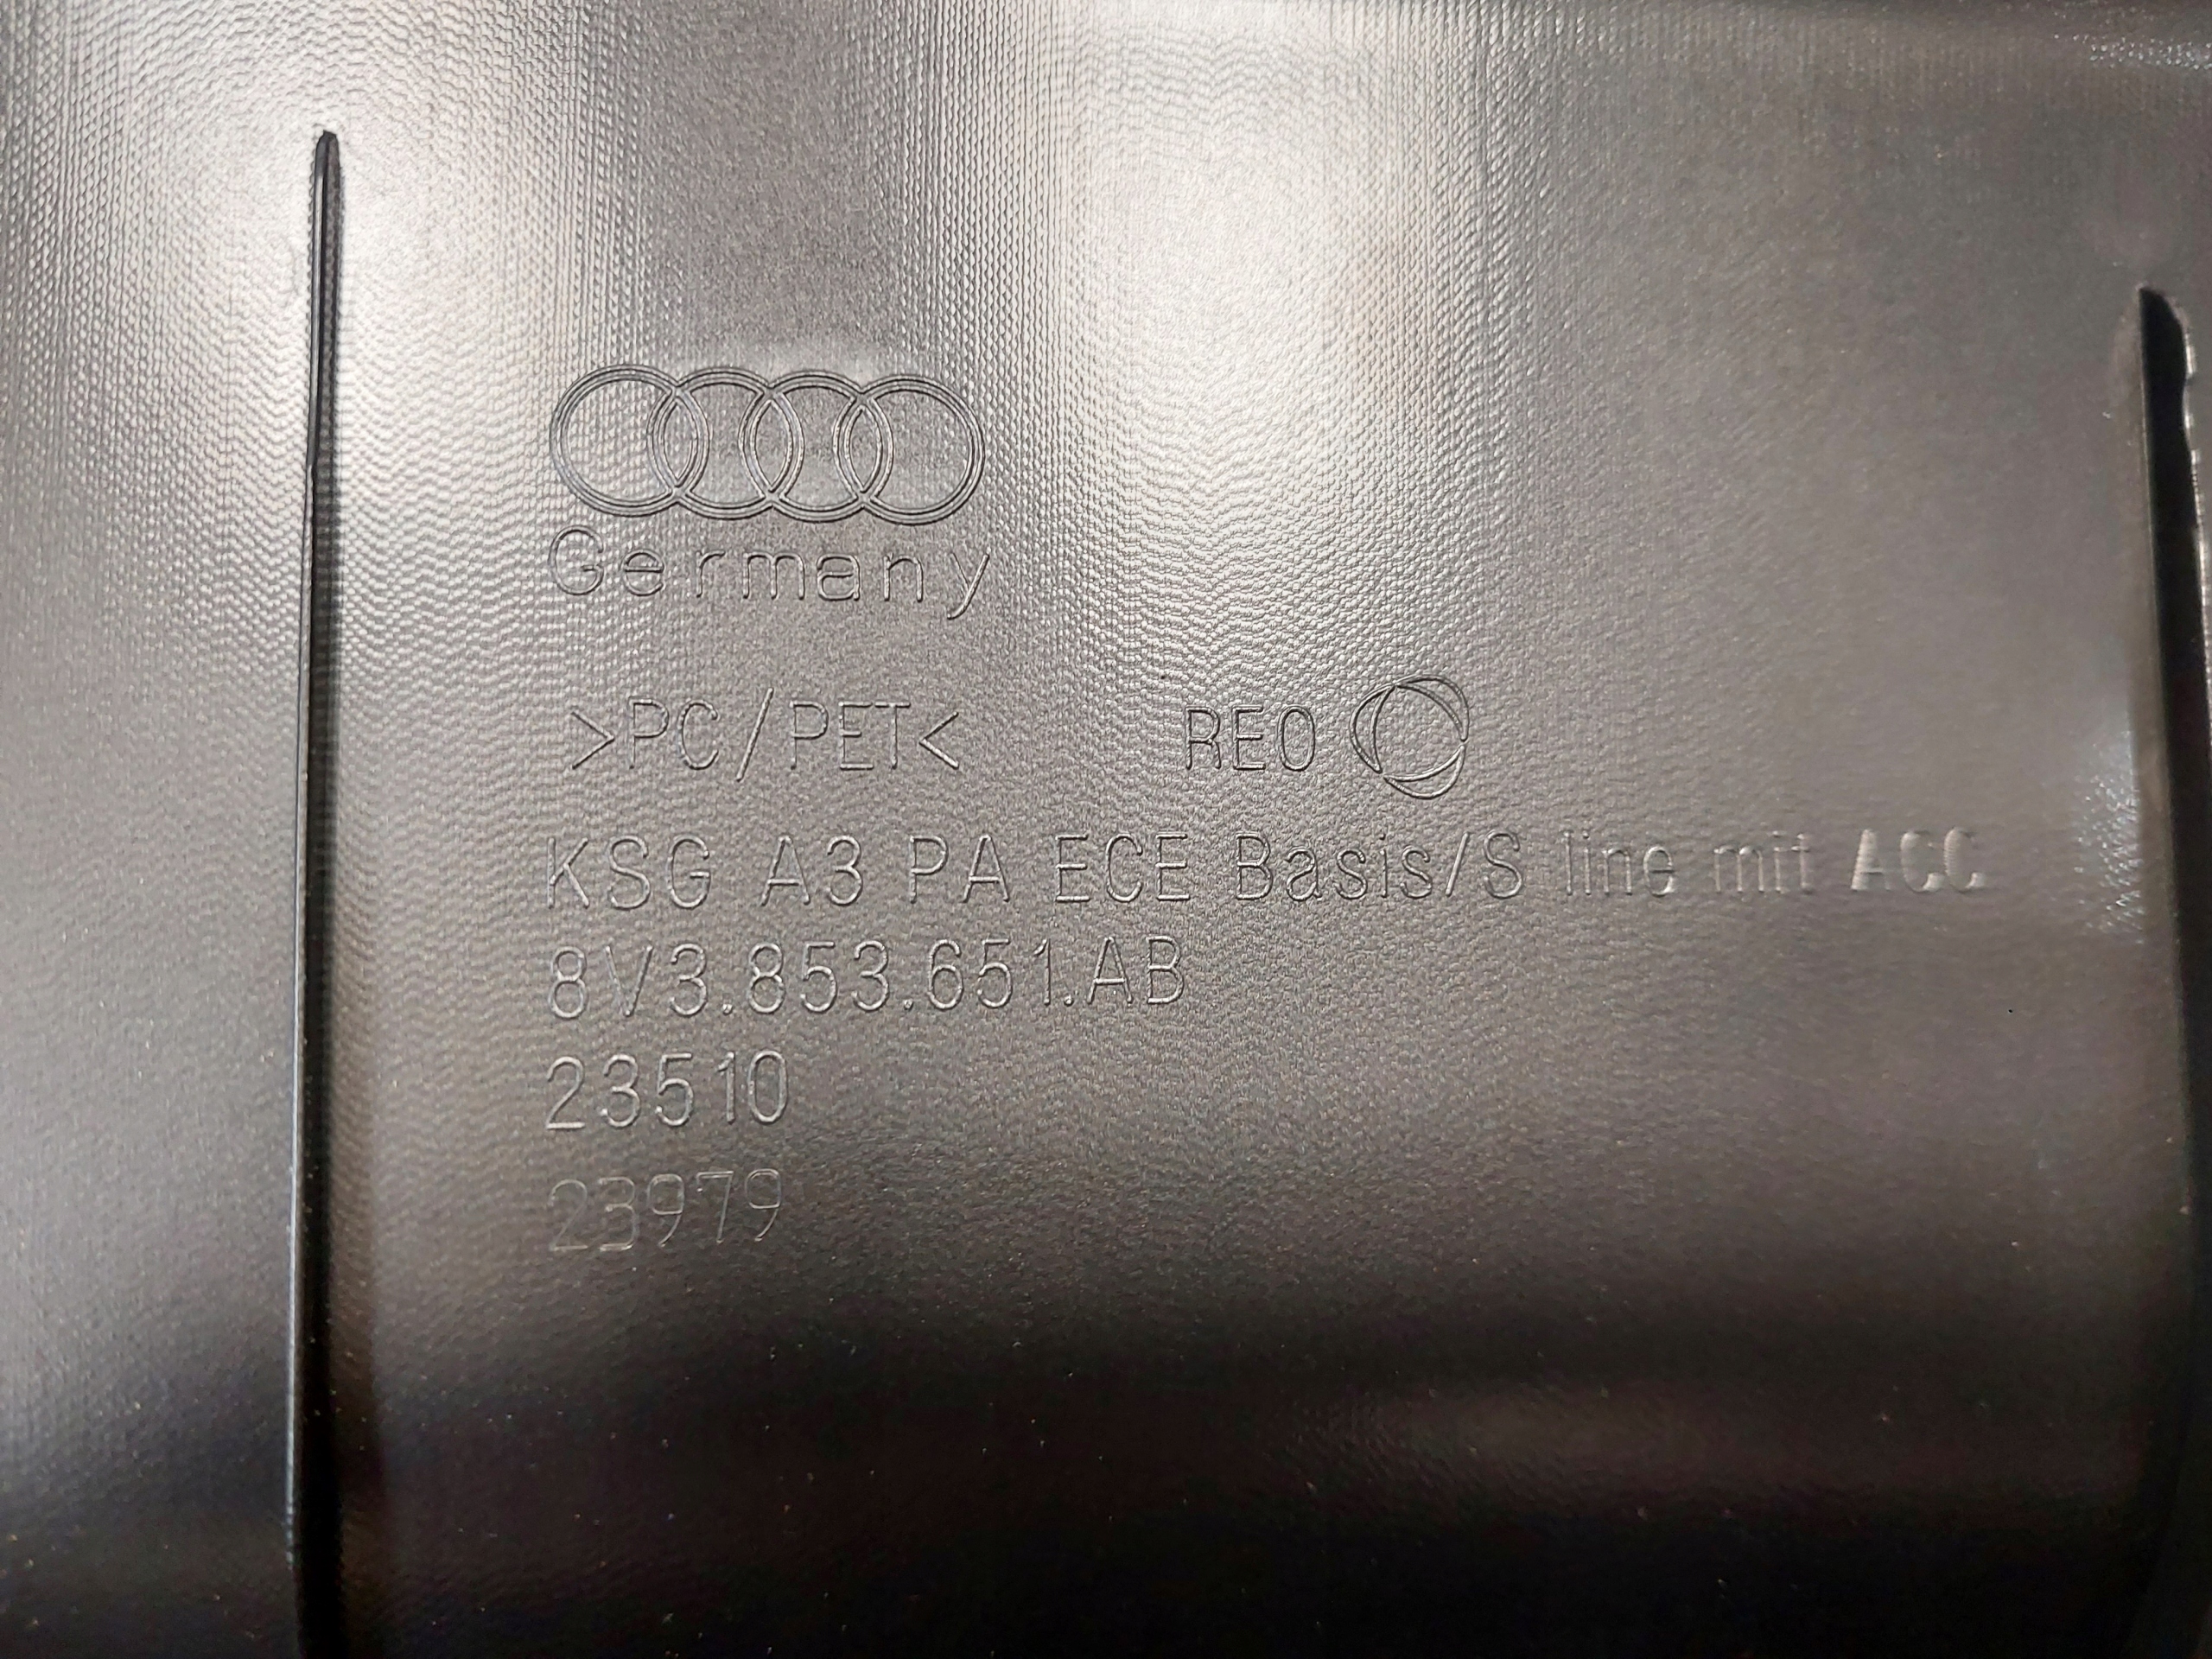 Germany
>PC/PET< REO
KSG A3 PA ECE Basis/S line mit ACC
8V3.853.651.AB
23510
23979